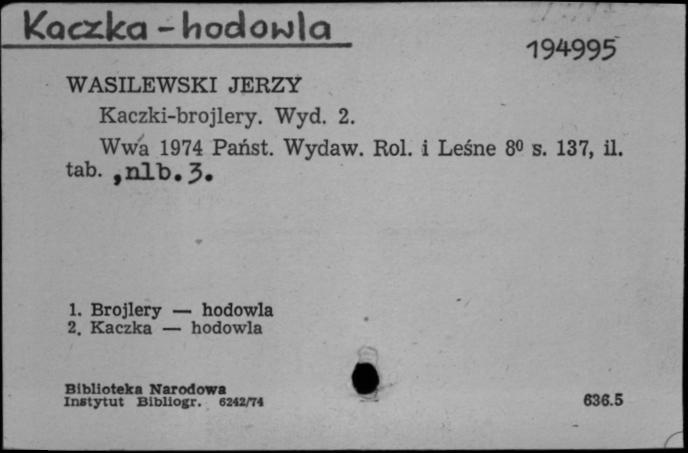 Kaczka - hodowla
194995
WASILEWSKI JERZY
Kaczki-brojlery. Wyd. 2.
Wwa 1974 Państ. Wydaw. Rol. i Leśne 8⁰ s. 137, il.
tab. , nlb. 3.
1. Brojlery — hodowla
2. Kaczka — hodowla
Biblioteka Narodowa
Instytut Bibliogr. 6242/74
636.5